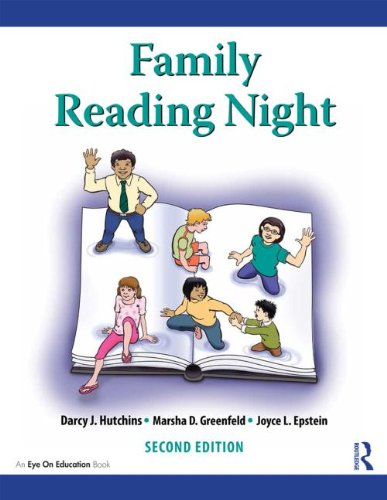 Family
Reading Night
Darcy J. Hutchins • Marsha D. Greenfeld • Joyce L. Epstein
SECOND EDITION
An Eye On Education Book
ROUTLEDGE